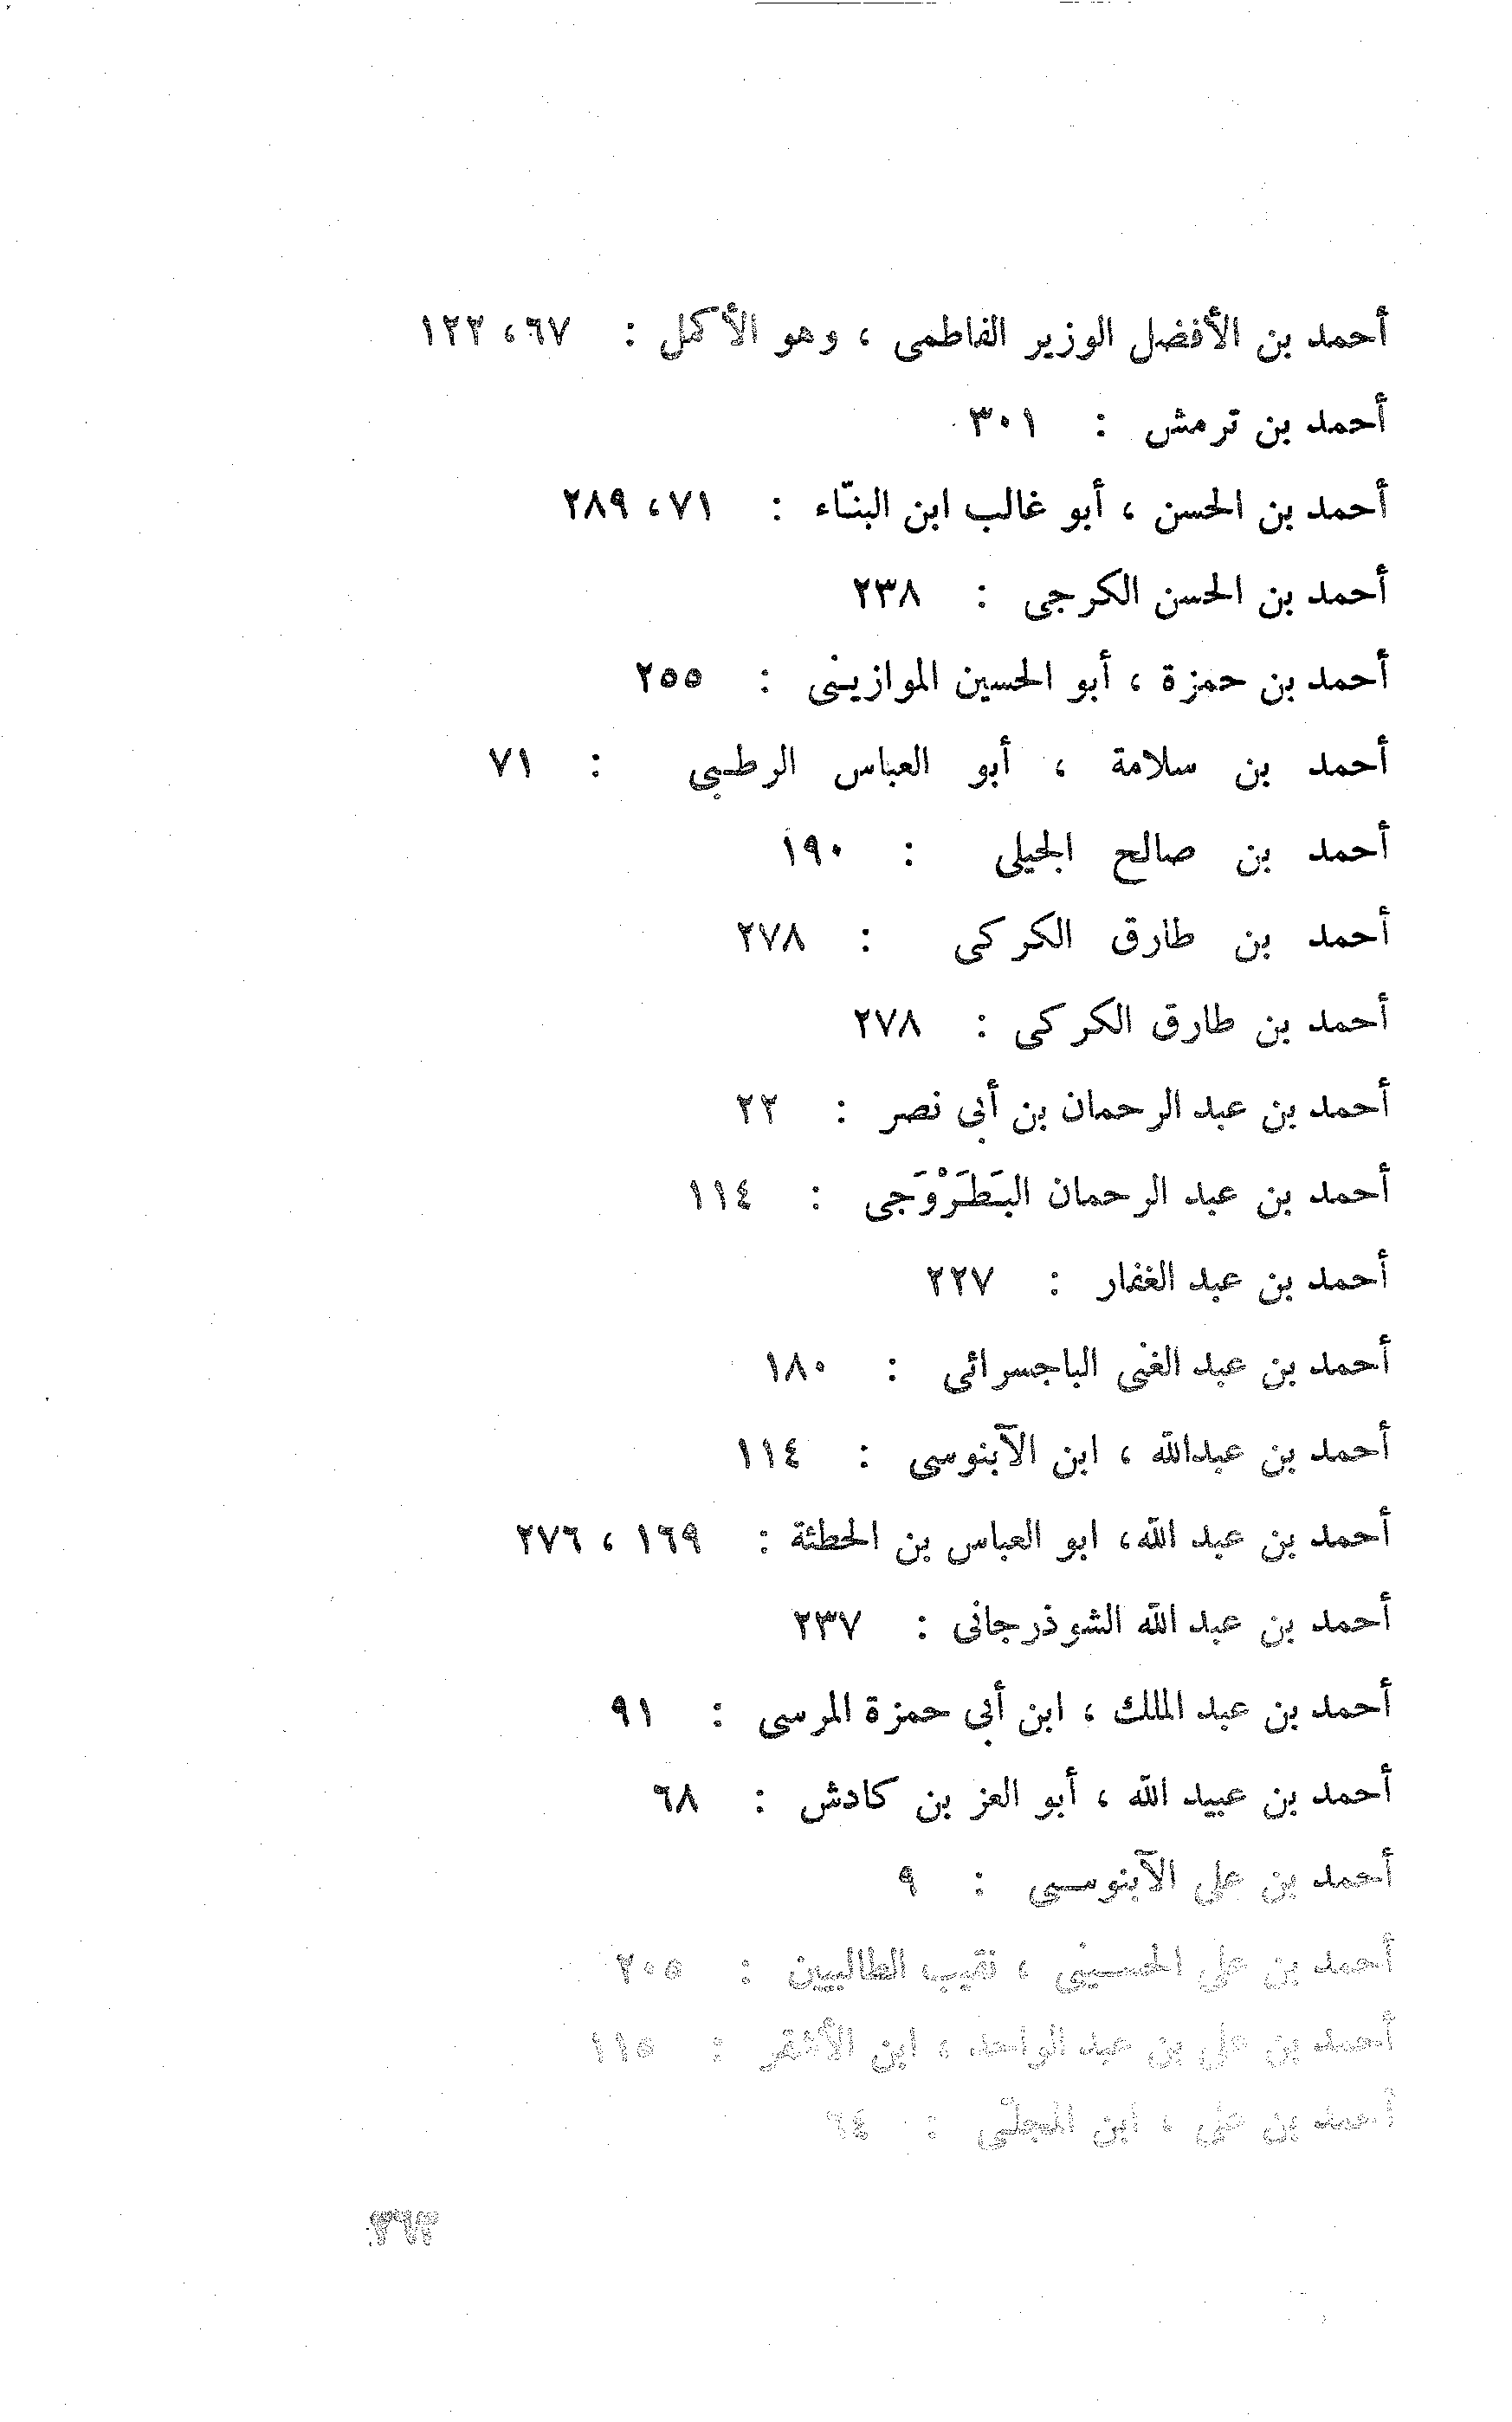 أحمد بن الأفضل الوزير الفاطمى ، وهو الأكمل : ٦٧ ، ١٢٢
أحمد بن ترمش : ٣٠١
أحمد بن الحسن ، أبو غالب ابن البنّاء : ٧١ ، ٢٨٩
أحمد بن الحسن الكرجى : ٢٣٨
أحمد بن حمزة ، أبو الحسين الموازينى : ٢٥٥
أحمد بن سلامة ، أبو العباس الرطبى : ٧١
أحمد بن صالح الجيلى : ١٩٠
أحمد بن طارق الكركى : ٢٧٨
أحمد بن طارق الكركى : ٢٧٨
أحمد بن عبد الرحمان بن أبى نصر : ٢٢
أحمد بن عبد الرحمان البَطَرْوَجى : ١١٤
أحمد بن عبد الغفار : ٢٢٧
أحمد بن عبد الغنى الباجسرائى : ١٨٠
أحمد بن عبدالله ، ابن الآبنوسى : ١١٤
أحمد بن عبد الله، ابو العباس بن الحطئة : ١٦٩ ، ٢٧٦
أحمد بن عبد الله الشوذرجانى : ٢٣٧
أحمد بن عبد الملك ، ابن أبى حمزة المرسى : ٩١
أحمد بن عبيد الله ، أبو العز بن كادش : ٦٨
أحمد بن على الآبنوسى : ٩
أحمد بن على الحسينى ، نقيب الطالبيين : ٢٠٥
أحمد بن على بن عبد الواحد ، ابن الأشقر : ١١٥
أحمد بن على ، ابن المجلّى :
٣٦٣